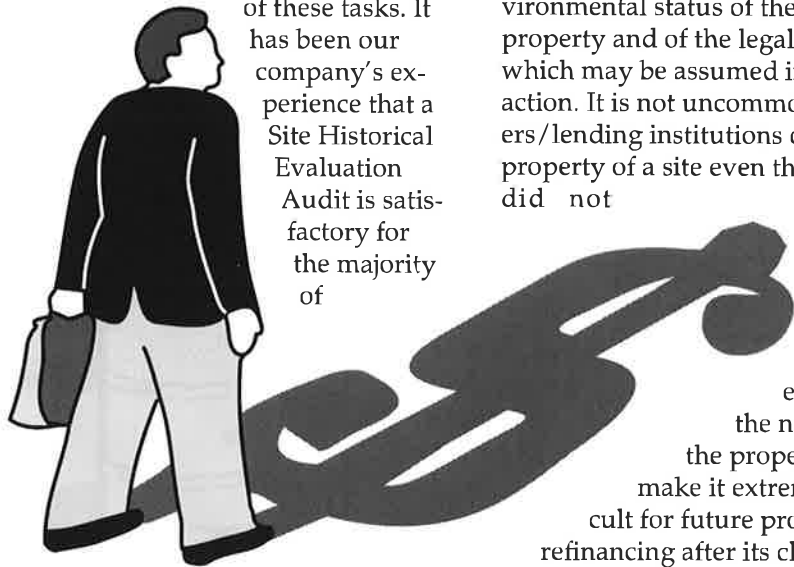 of these tasks. It
has been our
company's ex-
perience that a
Site Historical
Evaluation
Audit is satis-
factory for
the majority
of
vironmental status of the
property and of the legal
which may be assumed i
action. It is not uncommo
ers/lending institutions
property of a site even th
did not
the n
the prope
make it extrer
cult for future pro
refinancing after its cl